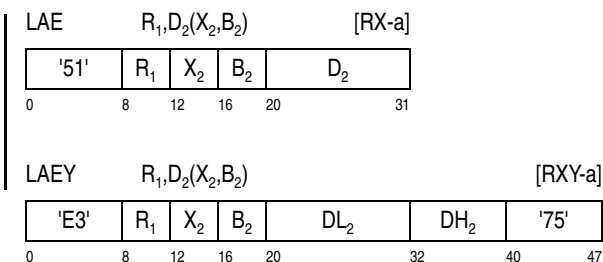 LAE R₁,D₂(X₂,B₂) [RX-a]
'51' R₁ X₂ B₂ D₂
0 8 12 16 20 31
LAEY R₁,D₂(X₂,B₂) [RXY-a]
'E3' R₁ X₂ B₂ DL₂ DH₂ '75'
0 8 12 16 20 32 40 47